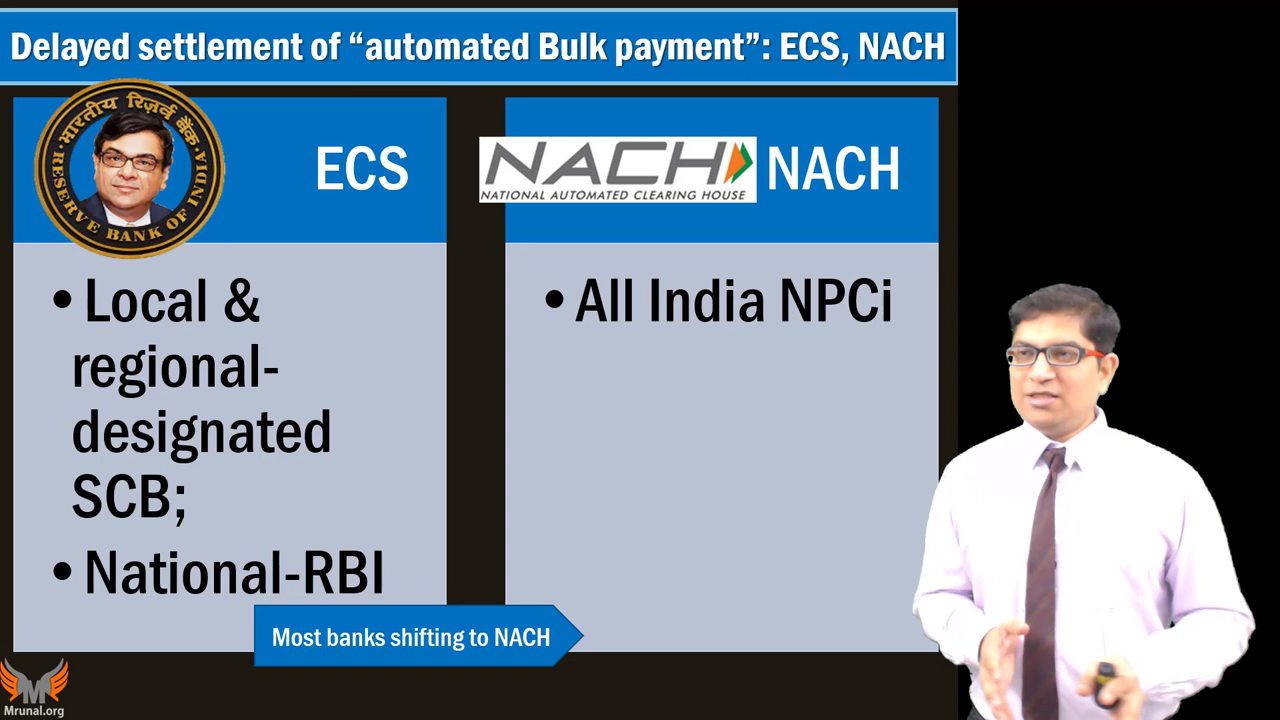 Delayed settlement of “automated Bulk payment”: ECS, NACH
भारतीय रिज़र्व बैंक
RESERVE BANK OF INDIA
ECS
NACH
NATIONAL AUTOMATED CLEARING HOUSE
NACH
•Local &
regional-
designated
SCB;
•National-RBI
•All India NPCi
Most banks shifting to NACH
M
Mrunal.org